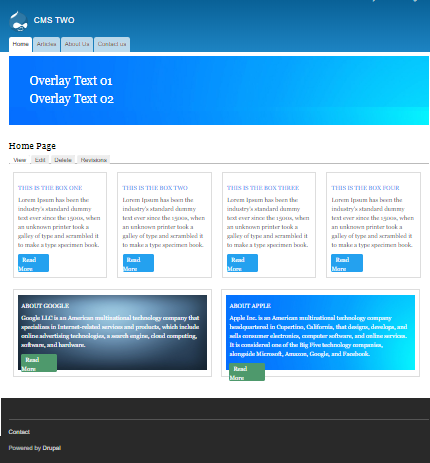 CMS TWO
Home Articles About Us Contact us
Overlay Text 01
Overlay Text 02
Home Page
View Edit Delete Revisions
THIS IS THE BOX ONE
Lorem Ipsum has been the
industry's standard dummy
text ever since the 1500s, when
an unknown printer took a
galley of type and scrambled it
to make a type specimen book.
Read
More
THIS IS THE BOX TWO
Lorem Ipsum has been the
industry's standard dummy
text ever since the 1500s, when
an unknown printer took a
galley of type and scrambled it
to make a type specimen book.
Read
More
THIS IS THE BOX THREE
Lorem Ipsum has been the
industry's standard dummy
text ever since the 1500s, when
an unknown printer took a
galley of type and scrambled it
to make a type specimen book.
Read
More
THIS IS THE BOX FOUR
Lorem Ipsum has been the
industry's standard dummy
text ever since the 1500s, when
an unknown printer took a
galley of type and scrambled it
to make a type specimen book.
Read
More
ABOUT GOOGLE
Google LLC is an American multinational technology company that
specializes in Internet-related services and products, which include
online advertising technologies, a search engine, cloud computing,
software, and hardware.
Read
More
ABOUT APPLE
Apple Inc. is an American multinational technology company
headquartered in Cupertino, California, that designs, develops, and
sells consumer electronics, computer software, and online services.
It is considered one of the Big Five technology companies,
alongside Microsoft, Amazon, Google, and Facebook.
Read
More
Contact
Powered by Drupal